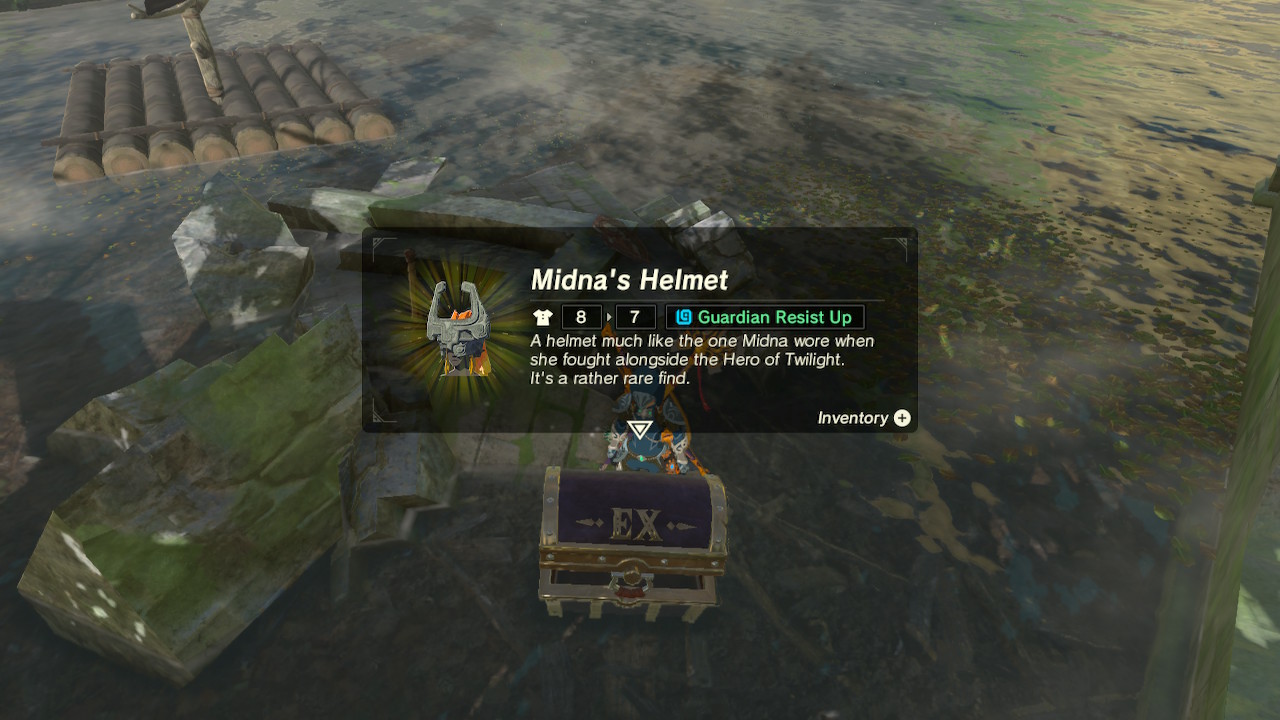 Midna's Helmet
8 7 Guardian Resist Up
A helmet much like the one Midna wore when
she fought alongside the Hero of Twilight.
It's a rather rare find.
Inventory +
EX